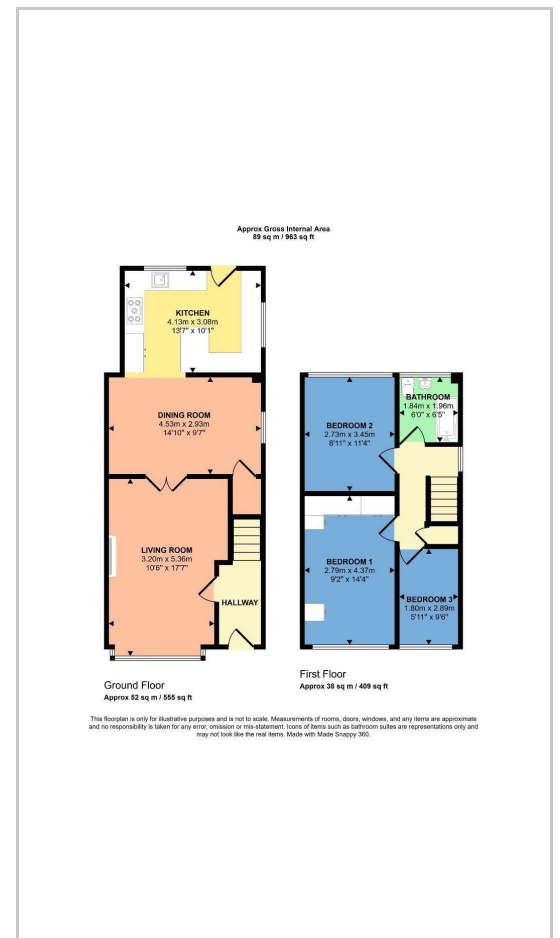 Approx Gross Internal Area
89 sq m / 963 sq ft
KITCHEN
4.13m x 3.08m
13'7" x 10'1"
DINING ROOM
4.53m x 2.93m
14'10" x 9'7"
LIVING ROOM
3.20m x 5.36m
10'6" x 17'7"
HALLWAY
Ground Floor
Approx 52 sq m / 555 sq ft
BATHROOM
1.84m x 1.96m
6'0" x 6'5"
BEDROOM 2
2.73m x 3.45m
8'11" x 11'4"
BEDROOM 1
2.79m x 4.37m
9'2" x 14'4"
BEDROOM 3
1.80m x 2.89m
5'11" x 9'6"
First Floor
Approx 38 sq m / 409 sq ft
This floorplan is only for illustrative purposes and is not to scale. Measurements of rooms, doors, windows, and any items are approximate
and no responsibility is taken for any error, omission or mis-statement. Icons of items such as bathroom suites are representations only and
may not look like the real items. Made with Made Snappy 360.